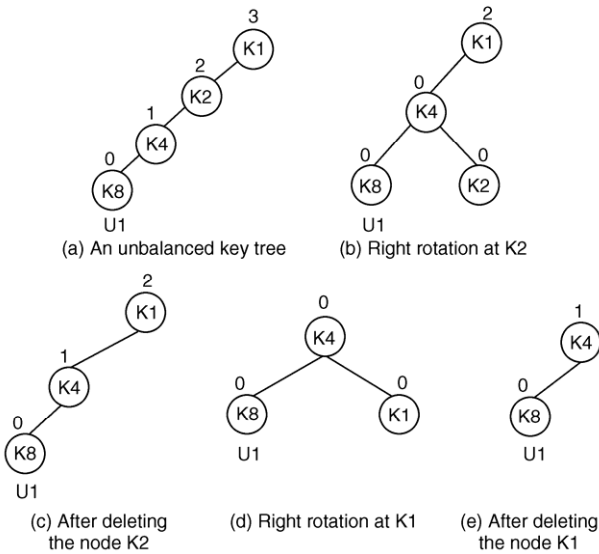 3
K1
2
K2
1
K4
0
K8
U1
(a) An unbalanced key tree
2
K1
0
K4
0
K8
0
K2
U1
(b) Right rotation at K2
2
K1
1
K4
0
K8
U1
(c) After deleting
the node K2
0
K4
0
K8
0
K1
U1
(d) Right rotation at K1
1
K4
0
K8
U1
(e) After deleting
the node K1